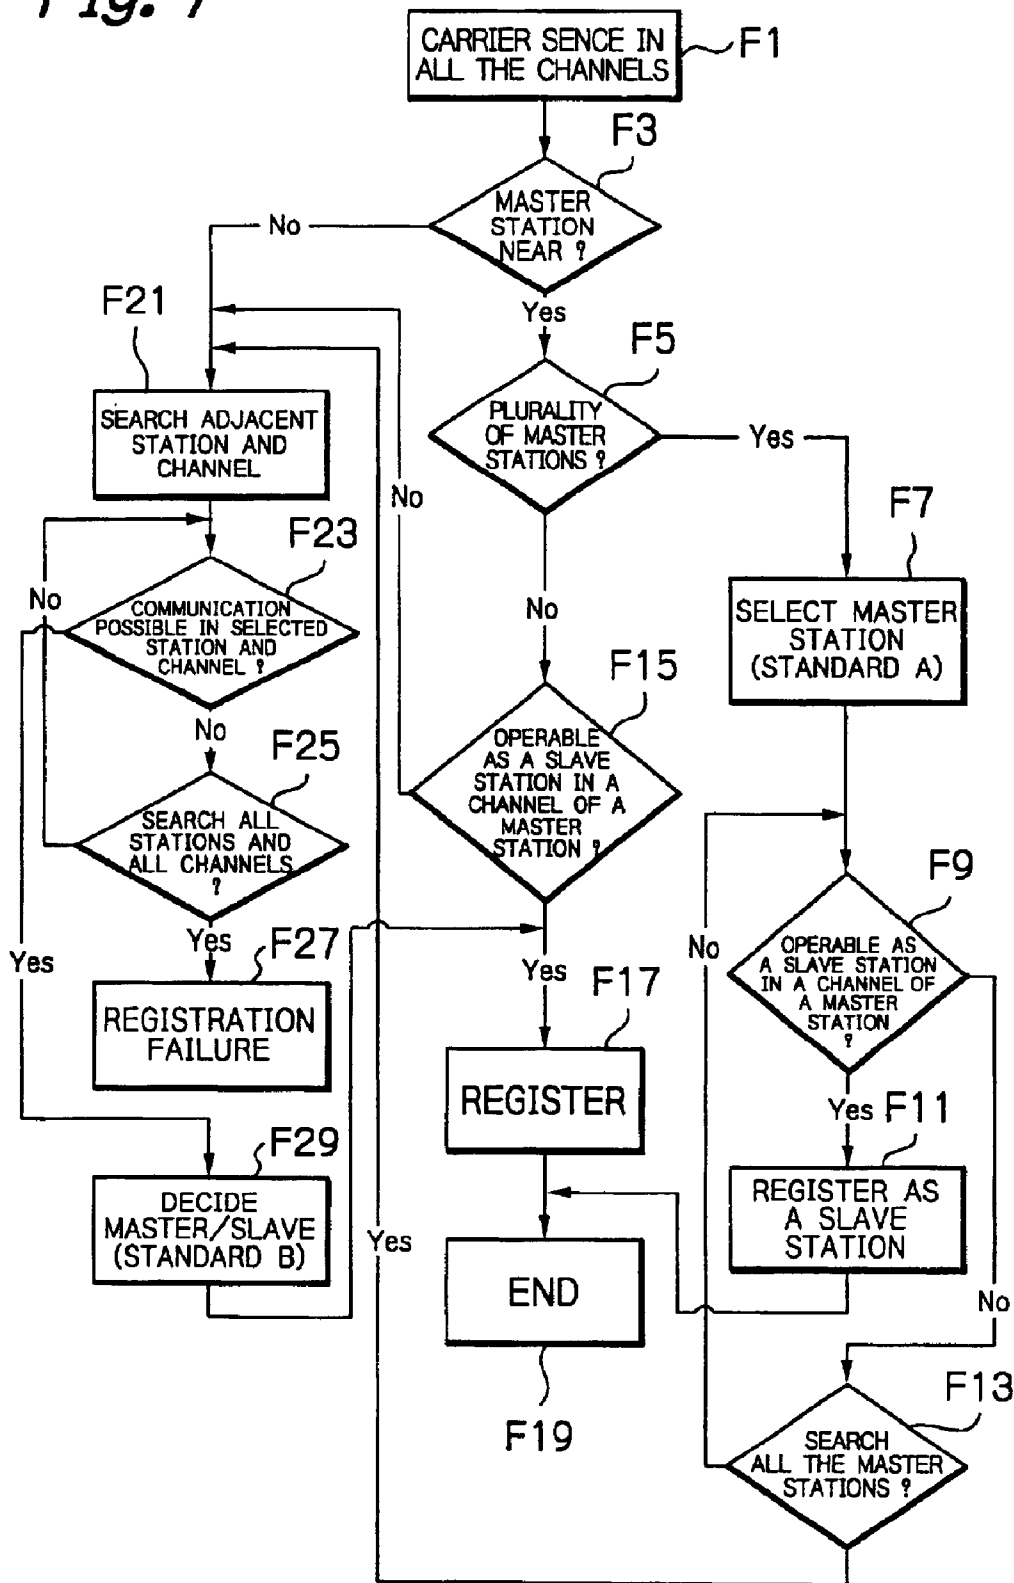 Fig. 7
CARRIER SENCE IN
ALL THE CHANNELS
F1
F3
MASTER
STATION
NEAR ?
No
Yes
F21
SEARCH ADJACENT
STATION AND
CHANNEL
F5
PLURALITY
OF MASTER
STATIONS ?
Yes
No
No
F7
SELECT MASTER
STATION
(STANDARD A)
F23
COMMUNICATION
POSSIBLE IN SELECTED
STATION AND
CHANNEL ?
No
No
Yes
F25
SEARCH ALL
STATIONS AND
ALL CHANNELS
?
Yes
F27
REGISTRATION
FAILURE
F15
OPERABLE
AS A SLAVE
STATION IN A
CHANNEL OF A
MASTER
STATION ?
Yes
F17
REGISTER
F9
OPERABLE AS
A SLAVE STATION
IN A CHANNEL OF
A MASTER
STATION
?
No
Yes
F11
REGISTER AS
A SLAVE
STATION
No
F29
DECIDE
MASTER/SLAVE
(STANDARD B)
Yes
END
F19
F13
SEARCH
ALL THE MASTER
STATIONS ?